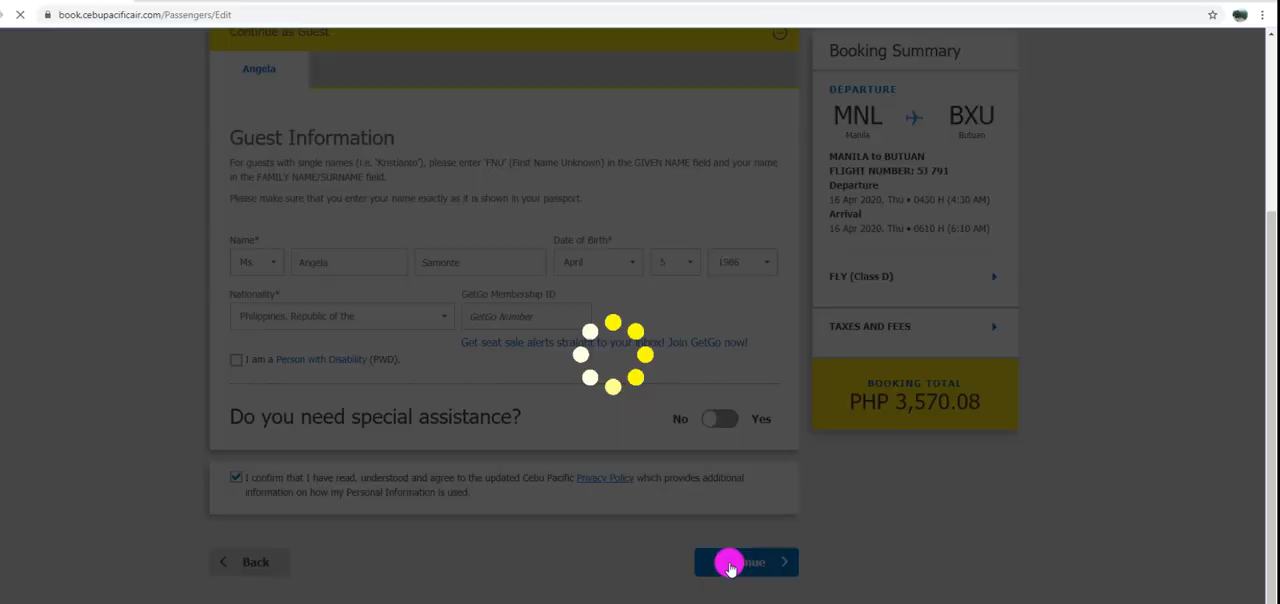 book.cebupacificair.com/Passengers/Edit
Continue as Guest
Angela
Guest Information
For guests with single names (i.e. 'Kristianto'), please enter 'FNU' (First Name Unknown) in the GIVEN NAME field and your name
in the FAMILY NAME/SURNAME field.
Please make sure that you enter your name exactly as it is shown in your passport.
Name*
Date of Birth*
Ms. Angela Samonte April 5 1986
Nationality*
GetGo Membership ID
Philippines, Republic of the
GetGo Number
Get seat sale alerts straight to your inbox! Join GetGo now!
I am a Person with Disability (PWD).
Do you need special assistance?
No Yes
I confirm that I have read, understood and agree to the updated Cebu Pacific Privacy Policy which provides additional
information on how my Personal Information is used.
Back
Booking Summary
DEPARTURE
MNL BXU
Manila Butuan
MANILA to BUTUAN
FLIGHT NUMBER: 5J 791
Departure
16 Apr 2020, Thu • 0430 H (4:30 AM)
Arrival
16 Apr 2020, Thu • 0610 H (6:10 AM)
FLY (Class D)
TAXES AND FEES
BOOKING TOTAL
PHP 3,570.08